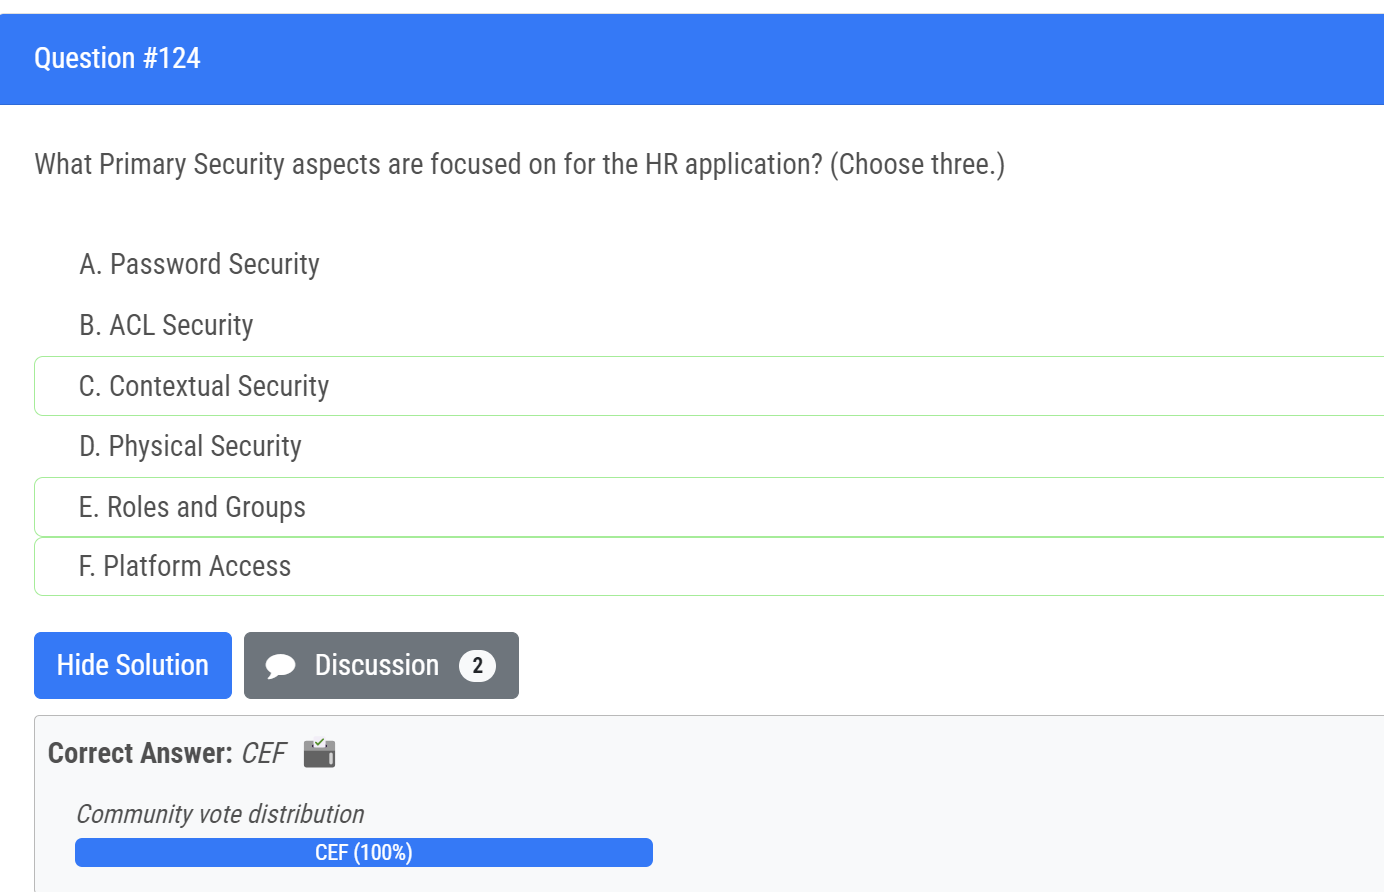 Question #124
What Primary Security aspects are focused on for the HR application? (Choose three.)
A. Password Security
B. ACL Security
C. Contextual Security
D. Physical Security
E. Roles and Groups
F. Platform Access
Hide Solution Discussion 2
Correct Answer: CEF
Community vote distribution
CEF (100%)